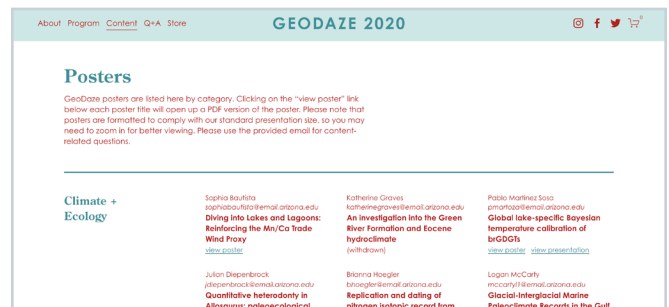 About Program Content Q+A Store
GEODAZE 2020
0
Posters
GeoDaze posters are listed here by category. Clicking on the “view poster” link
below each poster title will open up a PDF version of the poster. Please note that
posters are formatted to comply with our standard presentation size, so you may
need to zoom in for better viewing. Please use the provided email for content-
related questions.
Climate +
Ecology
Sophia Bautista
sophiabautista@email.arizona.edu
Diving into Lakes and Lagoons:
Reinforcing the Mn/Ca Trade
Wind Proxy
view poster
Katherine Graves
katherinegraves@email.arizona.edu
An investigation into the Green
River Formation and Eocene
hydroclimate
(withdrawn)
Pablo Martinez Sosa
pmartoza@email.arizona.edu
Global lake-specific Bayesian
temperature calibration of
brGDGTs
view poster view presentation
Julian Diepenbrock
jdiepenbrock@email.arizona.edu
Quantitative heterodonty in
Allosaurus: paleoecological
Brianna Hoegler
bhoegler@email.arizona.edu
Replication and dating of
nitrogen isotopic record from
Logan McCarty
mccarty11@email.arizona.edu
Glacial-Interglacial Marine
Paleoclimate Records in the Gulf